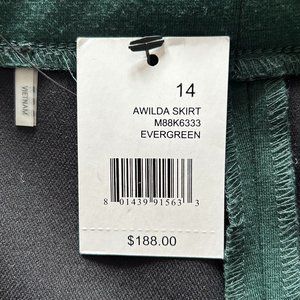 14
AWILDA SKIRT
M88K6333
EVERGREEN
8 01439 91563 3
$188.00
VIETNAM